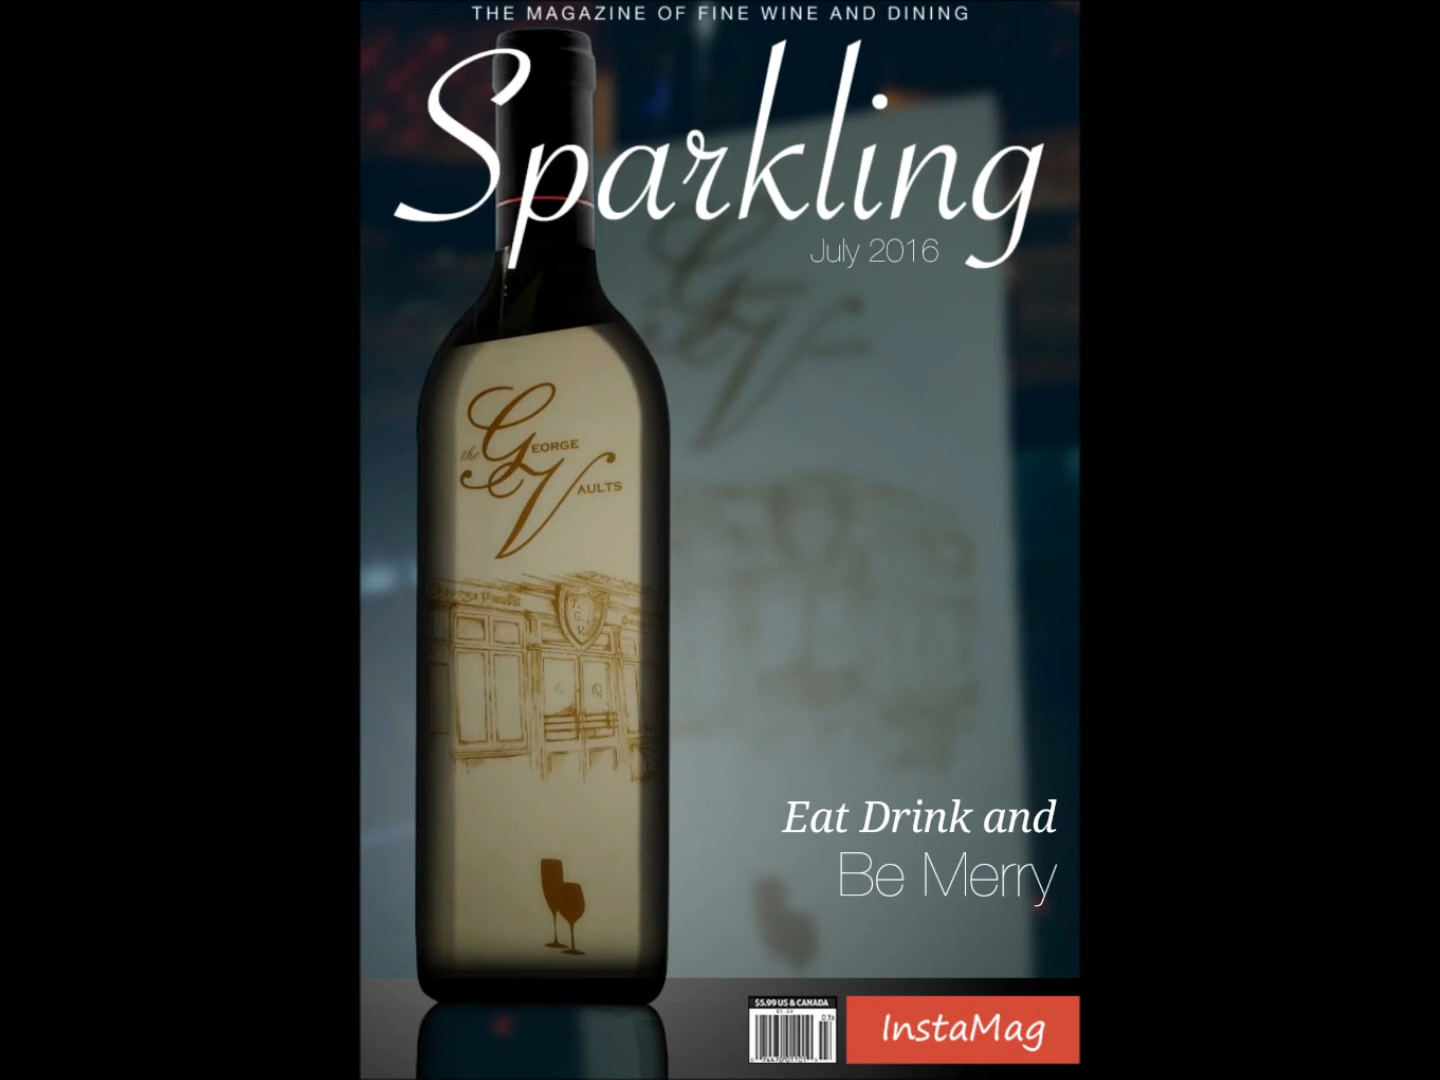 THE MAGAZINE OF FINE WINE AND DINING
Sparkling
July 2016
the GEORGE
VAULTS
T.
G.
V.
Eat Drink and
Be Merry
$5.99 US & CANADA
InstaMag